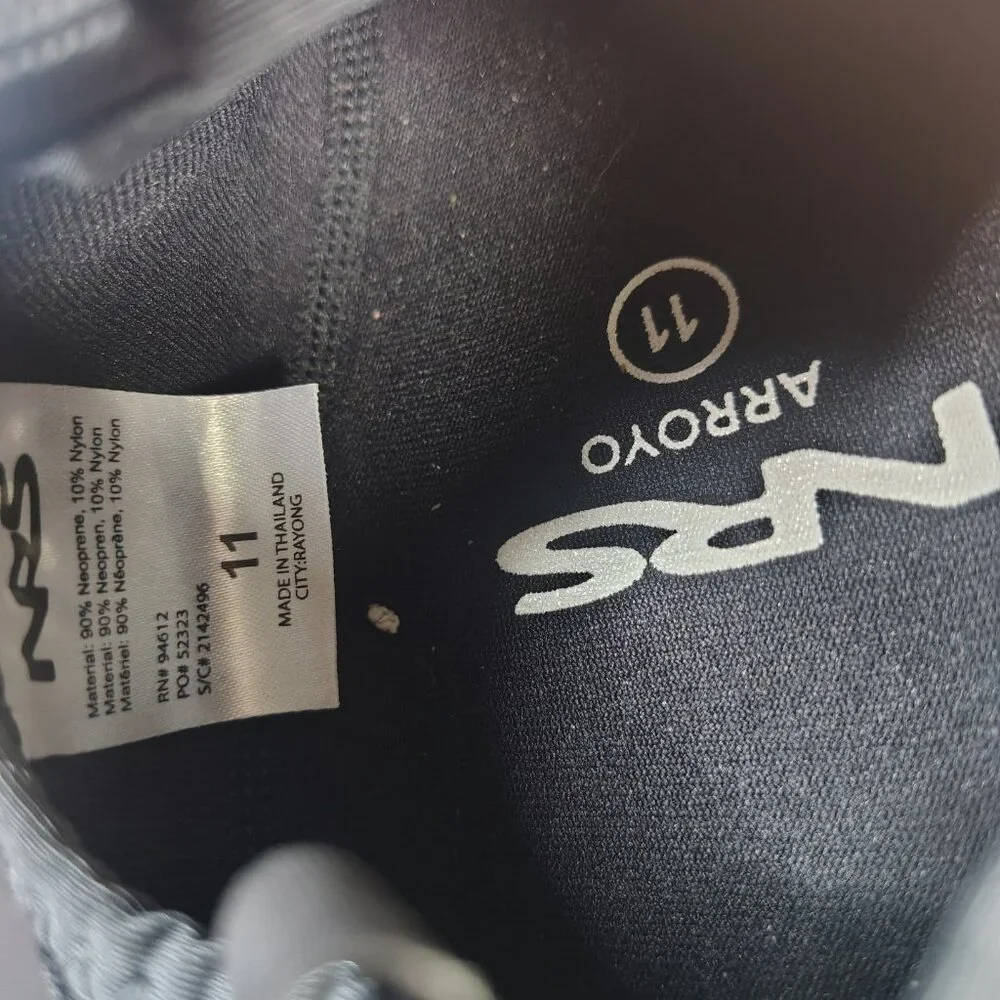 NRS
Material: 90% Neoprene, 10% Nylon
Material: 90% Neopren, 10% Nylon
Matériel: 90% Néoprène, 10% Nylon
RN# 94612
PO# 52323
S/C# 2142496
11
MADE IN THAILAND
CITY:RAYONG
NRS
ARROYO
11